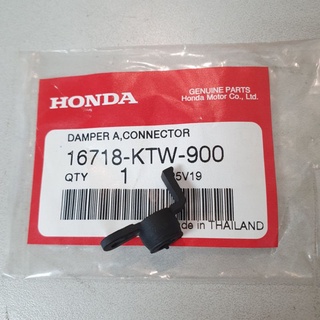 HONDA
GENUINE PARTS
Honda Motor Co., Ltd.
DAMPER A,CONNECTOR
16718-KTW-900
QTY 1 5V19
de in THAILAND